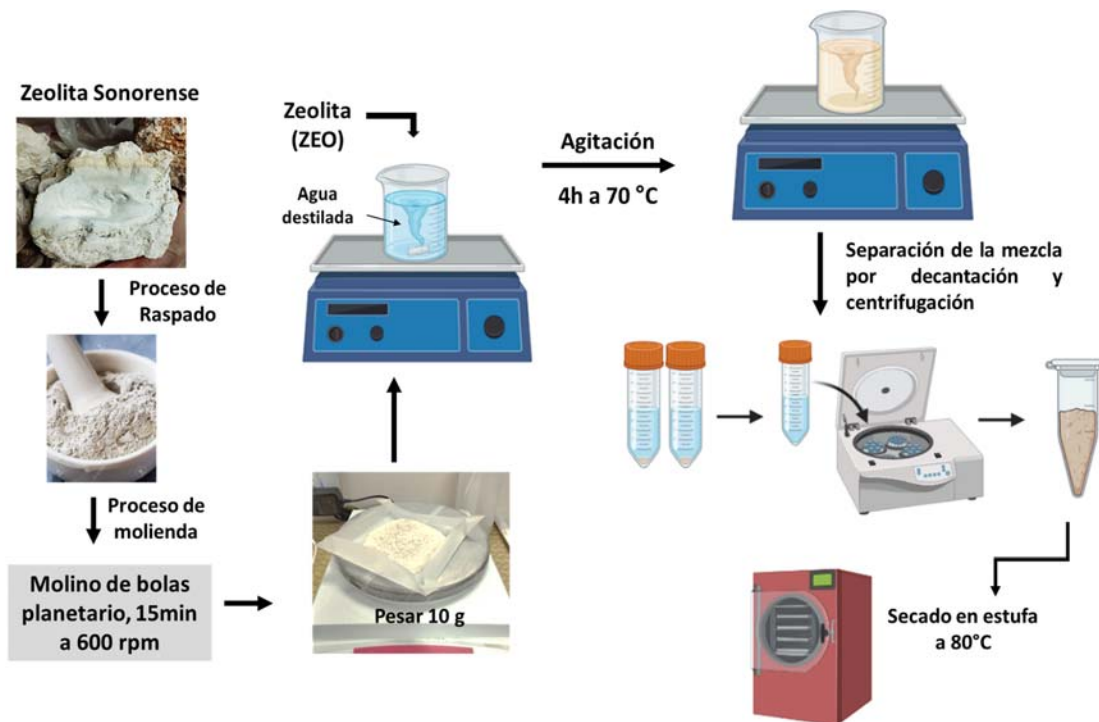 Zeolita Sonorense
Proceso de
Raspado
Proceso de
molienda
Molino de bolas
planetario, 15min
a 600 rpm
Pesar 10 g
Zeolita
(ZEO)
Agua
destilada
Agitación
4h a 70 °C
Separación de la mezcla
por decantación y
centrifugación
Secado en estufa
a 80°C